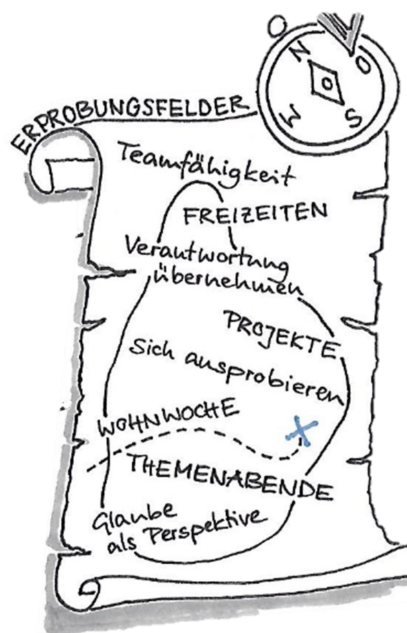 ERPROBUNGSFELDER
N
O
S
W
Teamfähigkeit
FREIZEITEN
Verantwortung
übernehmen
PROJEKTE
Sich ausprobieren
WOHNWOCHE
THEMENABENDE
Glaube
als Perspektive